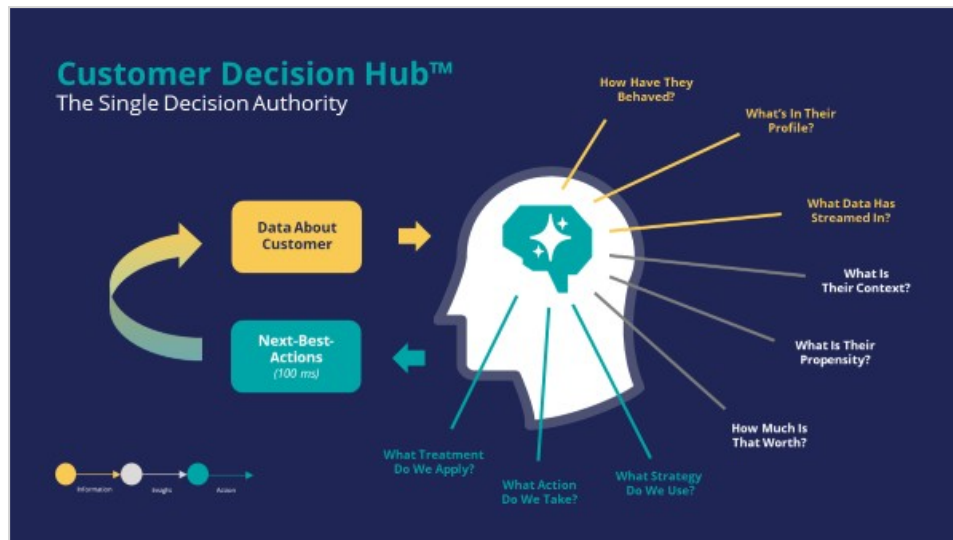 Customer Decision Hub™
The Single Decision Authority
How Have They
Behaved?
What's In Their
Profile?
What Data Has
Streamed In?
What Is
Their Context?
What Is Their
Propensity?
How Much Is
That Worth?
What Strategy
Do We Use?
What Action
Do We Take?
What Treatment
Do We Apply?
Data About
Customer
Next-Best-
Actions
(100 ms)
Information
Insight
Action